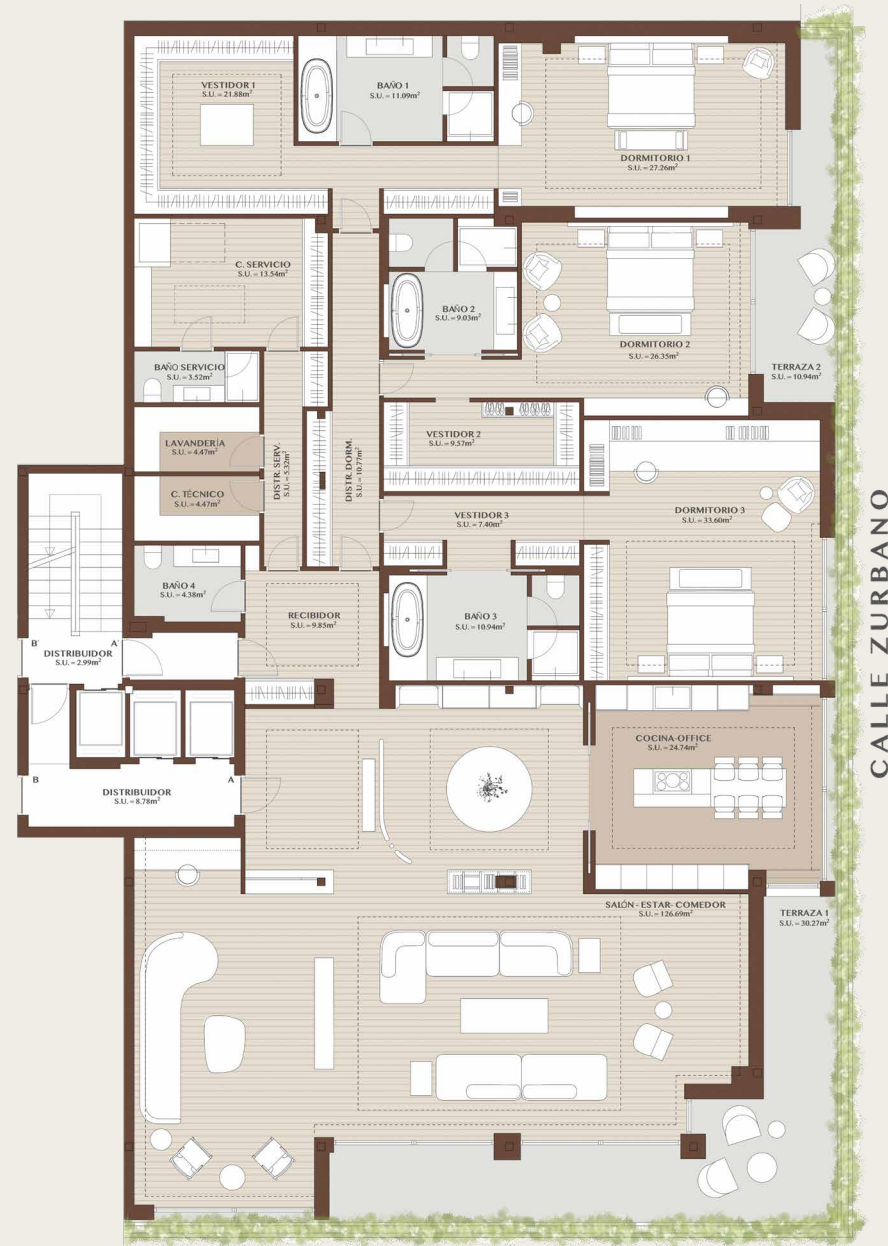 VESTIDOR 1
S.U. = 21.88m²
BAÑO 1
S.U. = 11.09m²
DORMITORIO 1
S.U. = 27.26m²
C. SERVICIO
S.U. = 13.54m²
BAÑO 2
S.U. = 9.03m²
DORMITORIO 2
S.U. = 26.35m²
TERRAZA 2
S.U. = 10.94m²
BAÑO SERVICIO
S.U. = 3.52m²
LAVANDERÍA
S.U. = 4.47m²
DISTR. SERV.
S.U. = 5.32m²
DISTR. DORM.
S.U. = 10.77m²
VESTIDOR 2
S.U. = 9.57m²
C. TÉCNICO
S.U. = 4.47m²
VESTIDOR 3
S.U. = 7.40m²
DORMITORIO 3
S.U. = 33.60m²
CALLE ZURBANO
BAÑO 4
S.U. = 4.38m²
RECIBIDOR
S.U. = 9.85m²
BAÑO 3
S.U. = 10.94m²
B'
A'
DISTRIBUIDOR
S.U. = 2.99m²
COCINA-OFFICE
S.U. = 24.74m²
B
A
DISTRIBUIDOR
S.U. = 8.78m²
SALÓN - ESTAR- COMEDOR
S.U. = 126.69m²
TERRAZA 1
S.U. = 30.27m²